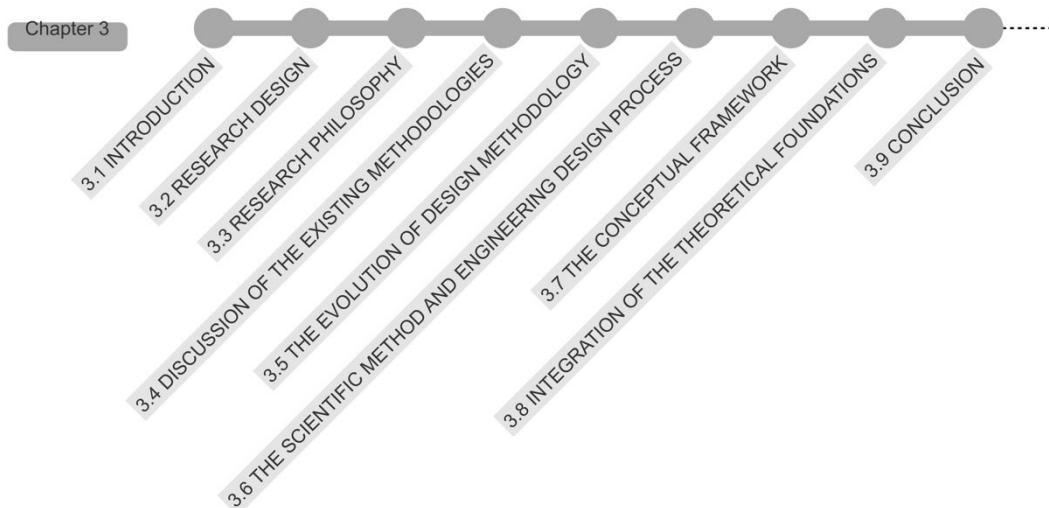 Chapter 3
3.1 INTRODUCTION
3.2 RESEARCH DESIGN
3.3 RESEARCH PHILOSOPHY
3.4 DISCUSSION OF THE EXISTING METHODOLOGIES
3.5 THE EVOLUTION OF DESIGN METHODOLOGY
3.6 THE SCIENTIFIC METHOD AND ENGINEERING DESIGN PROCESS
3.7 THE CONCEPTUAL FRAMEWORK
3.8 INTEGRATION OF THE THEORETICAL FOUNDATIONS
3.9 CONCLUSION